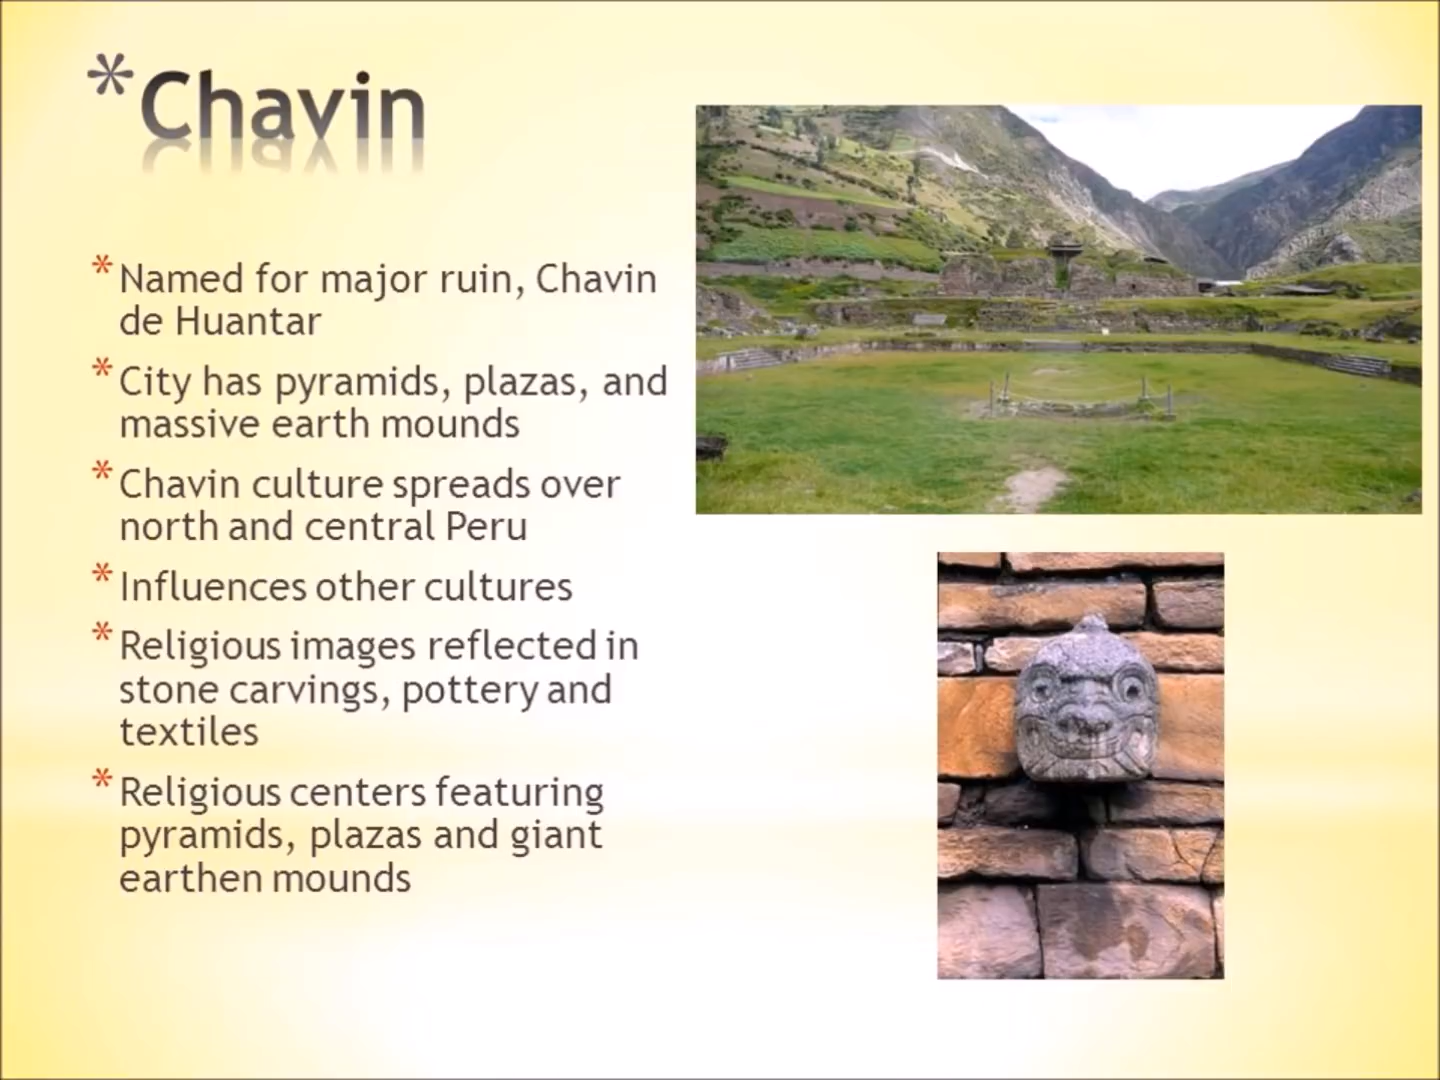 *Chavin
*Named for major ruin, Chavin
de Huantar
*City has pyramids, plazas, and
massive earth mounds
*Chavin culture spreads over
north and central Peru
*Influences other cultures
*Religious images reflected in
stone carvings, pottery and
textiles
*Religious centers featuring
pyramids, plazas and giant
earthen mounds